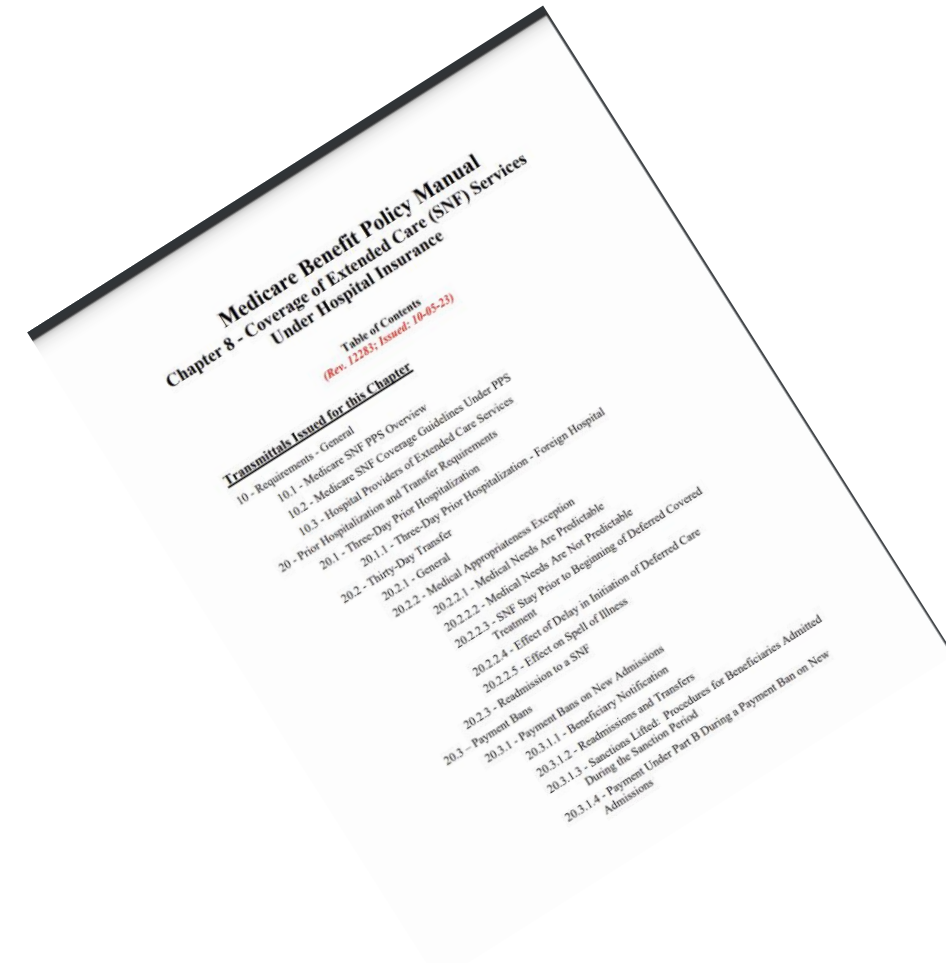 Medicare Benefit Policy Manual
Chapter 8 - Coverage of Extended Care (SNF) Services
Under Hospital Insurance
Table of Contents
(Rev. 12283; Issued: 10-05-23)
Transmittals Issued for this Chapter
10 - Requirements - General
10.1 - Medicare SNF PPS Overview
10.2 - Medicare SNF Coverage Guidelines Under PPS
10.3 - Hospital Providers of Extended Care Services
20 - Prior Hospitalization and Transfer Requirements
20.1 - Three-Day Prior Hospitalization
20.1.1 - Three-Day Prior Hospitalization - Foreign Hospital
20.2 - Thirty-Day Transfer
20.2.1 - General
20.2.2 - Medical Appropriateness Exception
20.2.2.1 - Medical Needs Are Predictable
20.2.2.2 - Medical Needs Are Not Predictable
20.2.2.3 - SNF Stay Prior to Beginning of Deferred Covered
Treatment
20.2.2.4 - Effect of Delay in Initiation of Deferred Care
20.2.2.5 - Effect on Spell of Illness
20.2.3 - Readmission to a SNF
20.3 – Payment Bans
20.3.1 - Payment Bans on New Admissions
20.3.1.1 - Beneficiary Notification
20.3.1.2 - Readmissions and Transfers
20.3.1.3 - Sanctions Lifted: Procedures for Beneficiaries Admitted
During the Sanction Period
20.3.1.4 - Payment Under Part B During a Payment Ban on New
Admissions